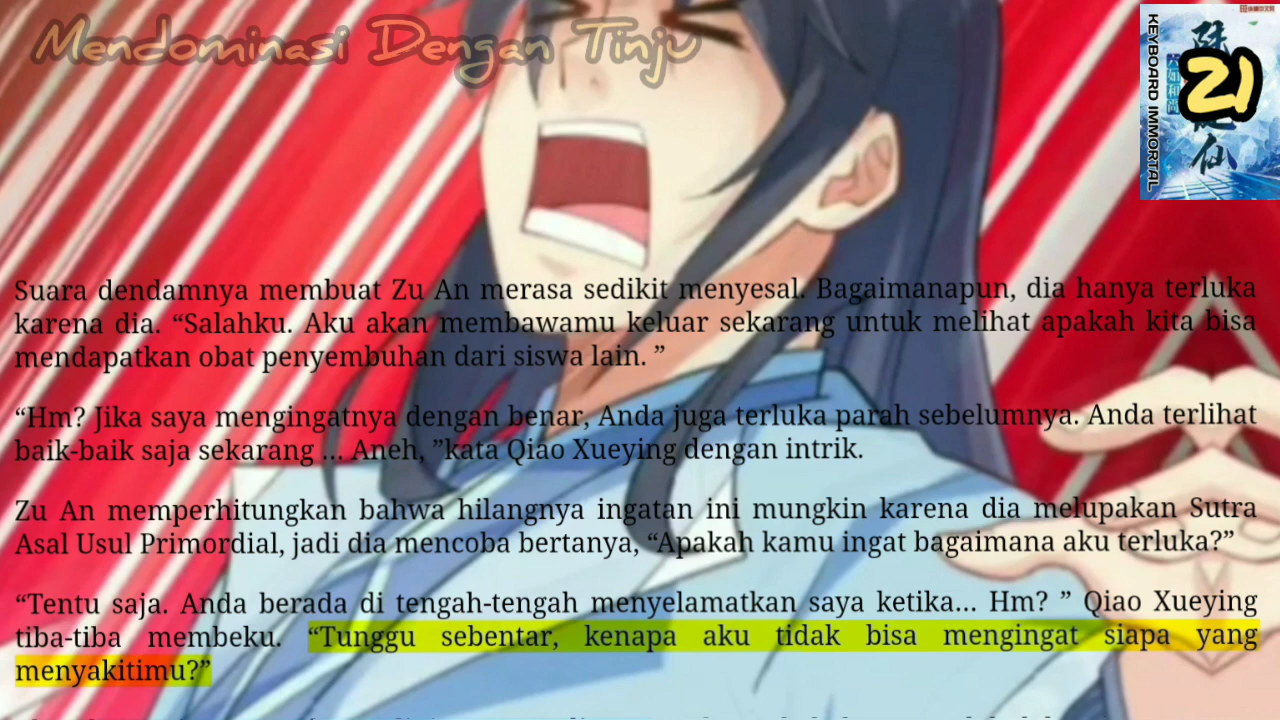 Mendominasi Dengan Tinju
KEYBOARD IMMORTAL
21
Suara dendamnya membuat Zu An merasa sedikit menyesal. Bagaimanapun, dia hanya terluka
karena dia. “Salahku. Aku akan membawamu keluar sekarang untuk melihat apakah kita bisa
mendapatkan obat penyembuhan dari siswa lain. ”
“Hm? Jika saya mengingatnya dengan benar, Anda juga terluka parah sebelumnya. Anda terlihat
baik-baik saja sekarang ... Aneh, ”kata Qiao Xueying dengan intrik.
Zu An memperhitungkan bahwa hilangnya ingatan ini mungkin karena dia melupakan Sutra
Asal Usul Primordial, jadi dia mencoba bertanya, “Apakah kamu ingat bagaimana aku terluka?”
“Tentu saja. Anda berada di tengah-tengah menyelamatkan saya ketika... Hm? ” Qiao Xueying
tiba-tiba membeku. “Tunggu sebentar, kenapa aku tidak bisa mengingat siapa yang
menyakitimu?”